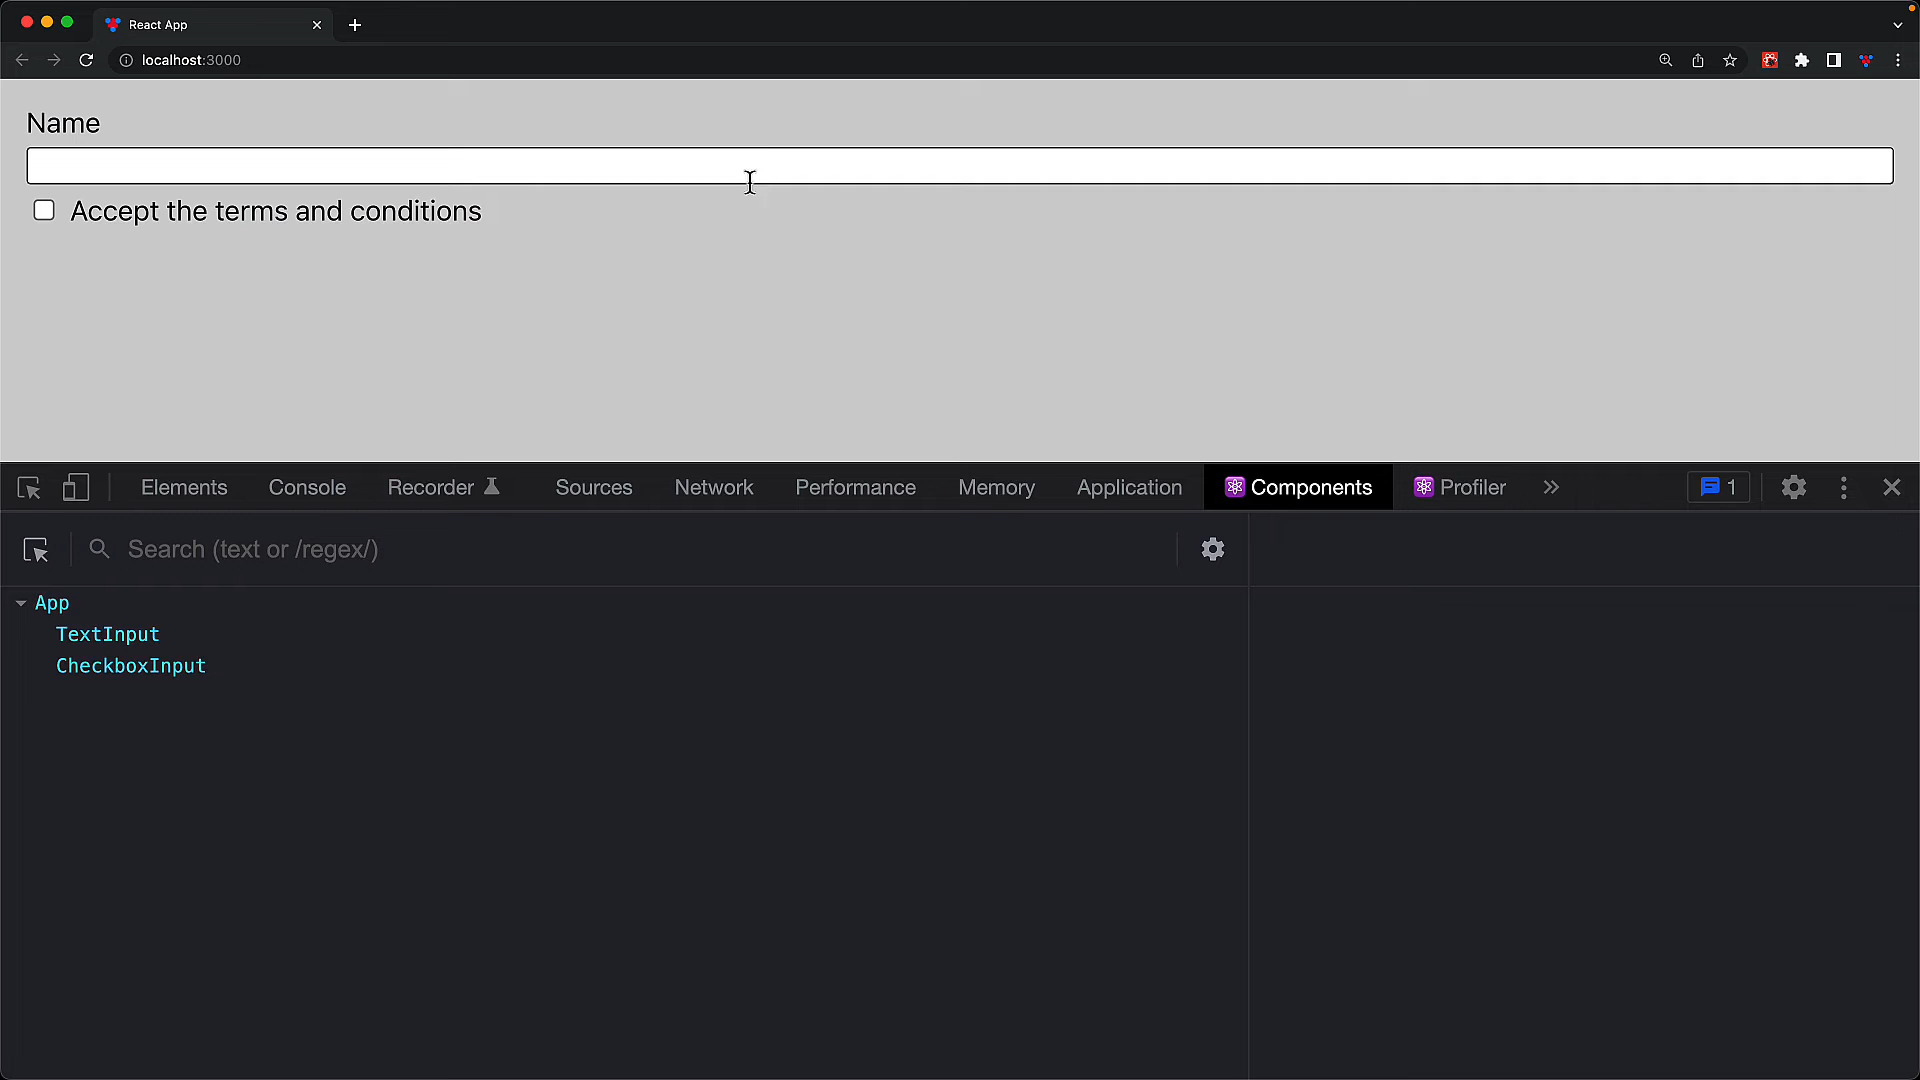 React App
localhost:3000
Name
Accept the terms and conditions
Elements Console Recorder Sources Network Performance Memory Application Components Profiler 1
Search (text or /regex/)
App
TextInput
CheckboxInput